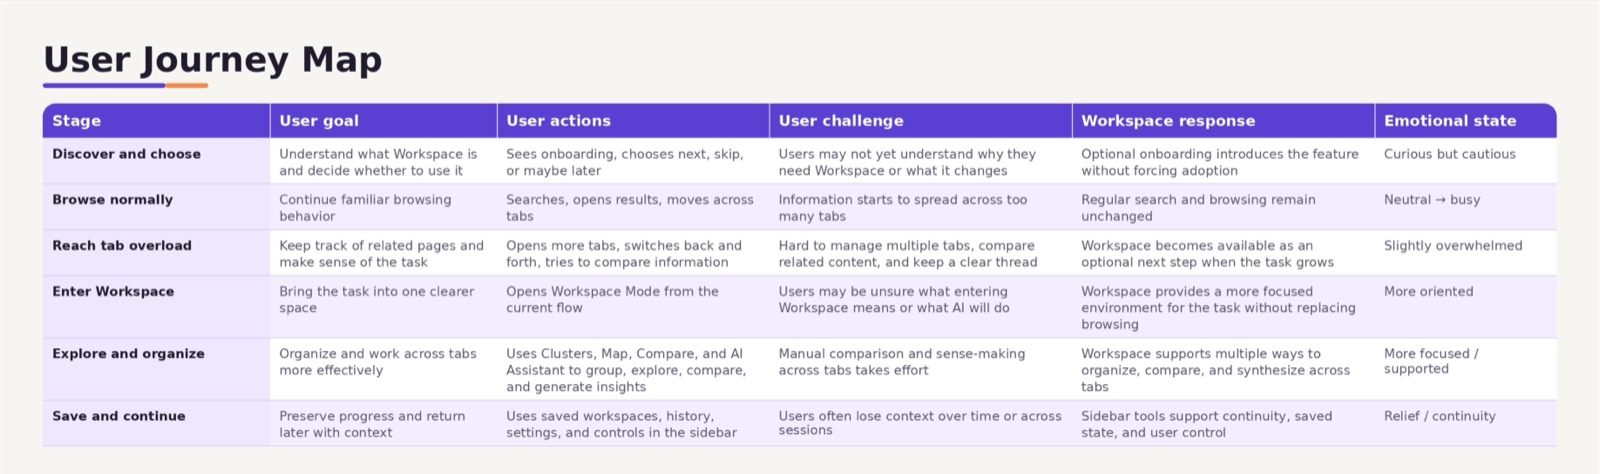 User Journey Map
Stage User goal User actions User challenge Workspace response Emotional state
Discover and choose Understand what Workspace is Sees onboarding, chooses next, skip, Users may not yet understand why they Optional onboarding introduces the feature Curious but cautious
and decide whether to use it or maybe later need Workspace or what it changes without forcing adoption
Browse normally Continue familiar browsing Searches, opens results, moves across Information starts to spread across too Regular search and browsing remain Neutral → busy
behavior tabs many tabs unchanged
Reach tab overload Keep track of related pages and Opens more tabs, switches back and Hard to manage multiple tabs, compare Workspace becomes available as an Slightly overwhelmed
make sense of the task forth, tries to compare information related content, and keep a clear thread optional next step when the task grows
Enter Workspace Bring the task into one clearer Opens Workspace Mode from the Users may be unsure what entering Workspace provides a more focused More oriented
space current flow Workspace means or what AI will do environment for the task without replacing
browsing
Explore and organize Organize and work across tabs Uses Clusters, Map, Compare, and AI Manual comparison and sense-making Workspace supports multiple ways to More focused /
more effectively Assistant to group, explore, compare, across tabs takes effort organize, compare, and synthesize across supported
and generate insights tabs
Save and continue Preserve progress and return Uses saved workspaces, history, Users often lose context over time or across Sidebar tools support continuity, saved Relief / continuity
later with context settings, and controls in the sidebar sessions state, and user control